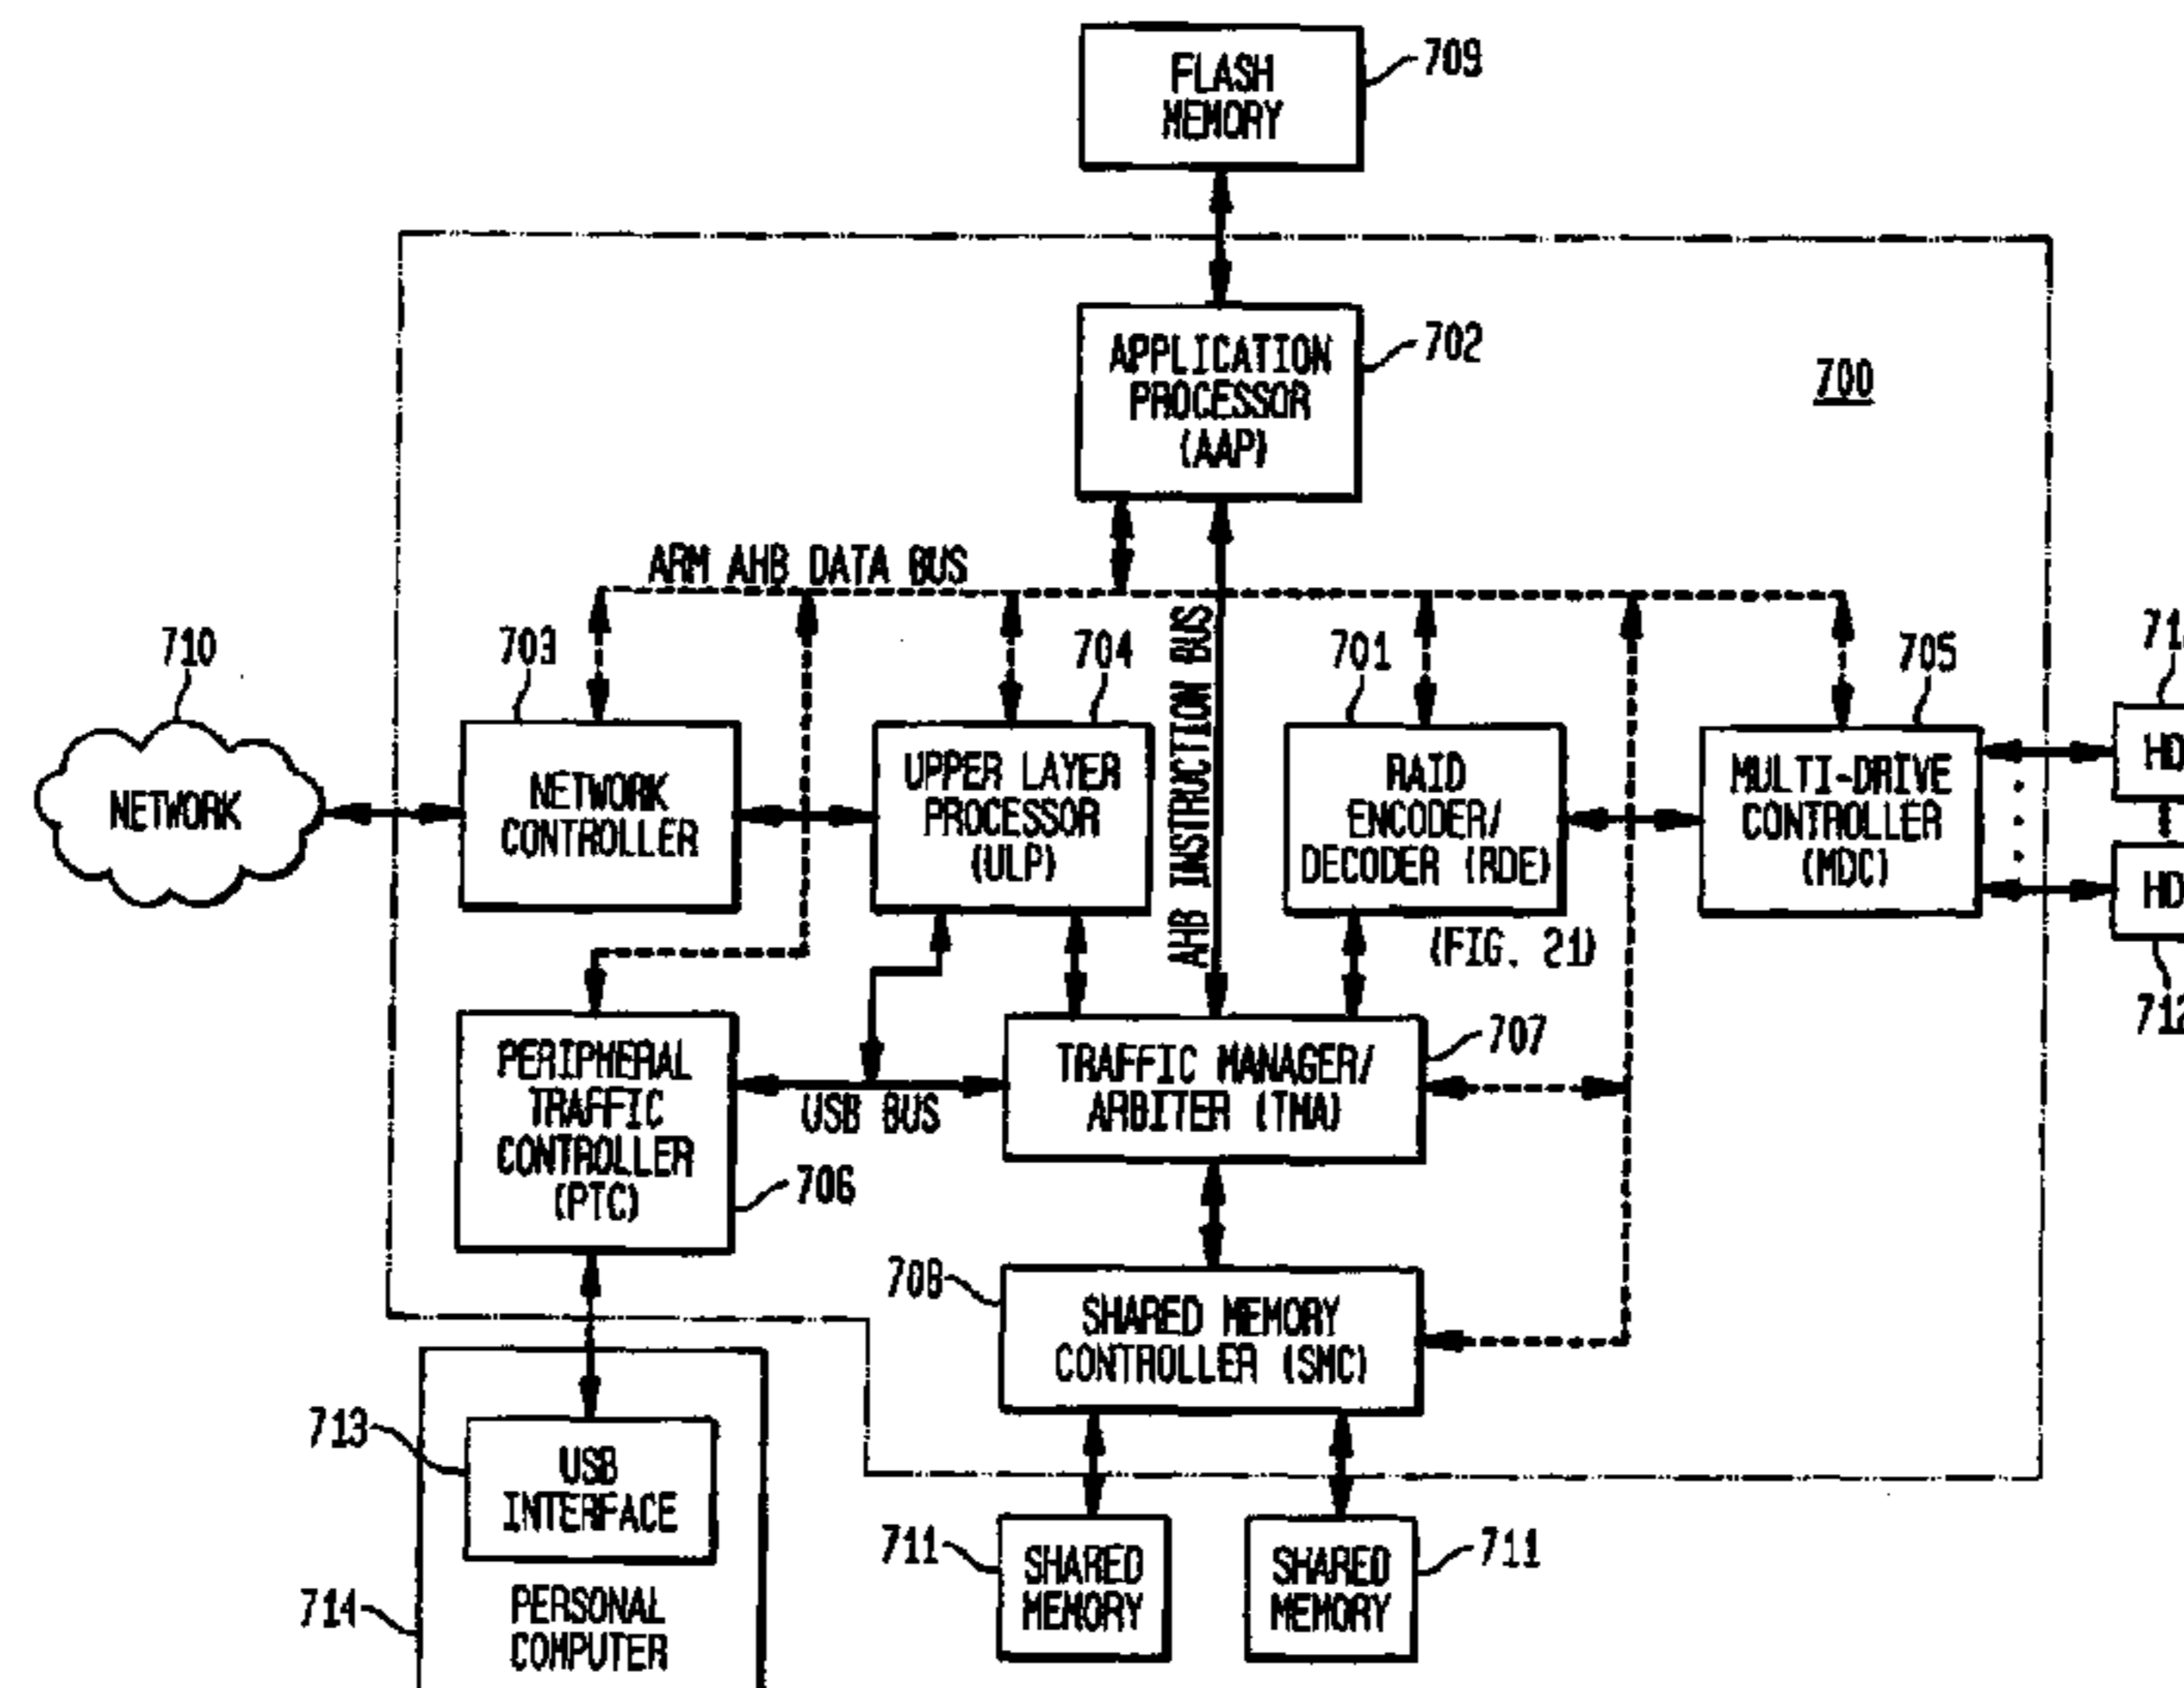 FLASH
MEMORY
709
APPLICATION
PROCESSOR
(AAP)
702
700
ARM AHB DATA BUS
AHB INSTRUCTION BUS
710
NETWORK
703
NETWORK
CONTROLLER
704
UPPER LAYER
PROCESSOR
(ULP)
701
RAID
ENCODER/
DECODER (RDE)
(FIG. 21)
705
MULTI-DRIVE
CONTROLLER
(MDC)
PERIPHERAL
TRAFFIC
CONTROLLER
(PTC)
706
USB BUS
TRAFFIC MANAGER/
ARBITER (TMA)
707
708
SHARED MEMORY
CONTROLLER (SMC)
713
USB
INTERFACE
714
PERSONAL
COMPUTER
711
SHARED
MEMORY
SHARED
MEMORY
711